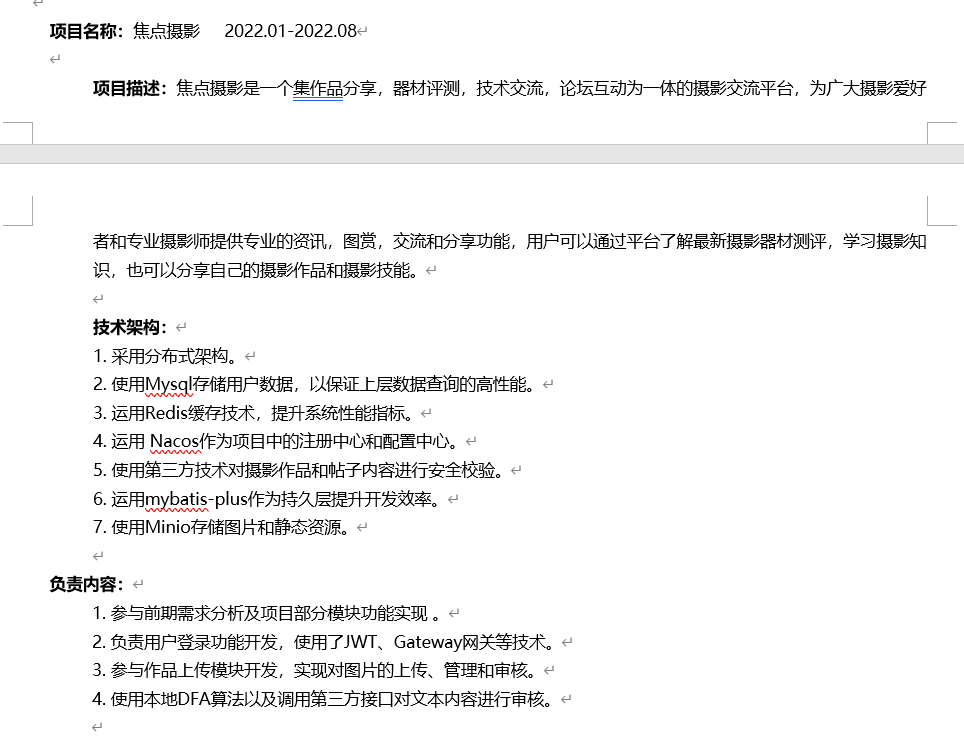 项目名称：焦点摄影 2022.01-2022.08
项目描述：焦点摄影是一个集作品分享，器材评测，技术交流，论坛互动为一体的摄影交流平台，为广大摄影爱好
者和专业摄影师提供专业的资讯，图赏，交流和分享功能，用户可以通过平台了解最新摄影器材测评，学习摄影知
识，也可以分享自己的摄影作品和摄影技能。
技术架构：
1. 采用分布式架构。
2. 使用Mysql存储用户数据，以保证上层数据查询的高性能。
3. 运用Redis缓存技术，提升系统性能指标。
4. 运用 Nacos作为项目中的注册中心和配置中心。
5. 使用第三方技术对摄影作品和帖子内容进行安全校验。
6. 运用mybatis-plus作为持久层提升开发效率。
7. 使用Minio存储图片和静态资源。
负责内容：
1. 参与前期需求分析及项目部分模块功能实现 。
2. 负责用户登录功能开发，使用了JWT、Gateway网关等技术。
3. 参与作品上传模块开发，实现对图片的上传、管理和审核。
4. 使用本地DFA算法以及调用第三方接口对文本内容进行审核。